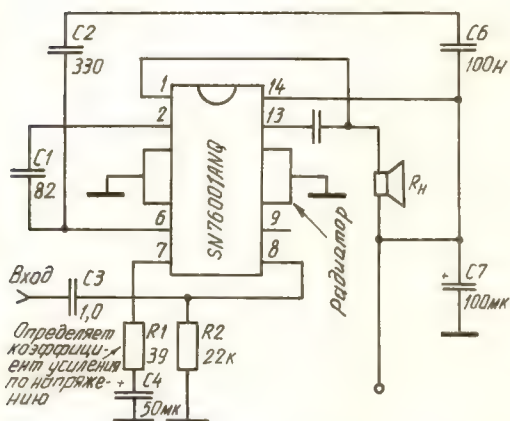 C2
330
C6
100н
1
14
2
13
C1
82
SN76001ANQ
Rн
6
9
7
8
радиатор
C7
+
100мк
Вход
C3
1,0
Определяет
коэффици-
ент усиления
по напряже-
нию
R1
39
R2
22к
+
C4
50мк